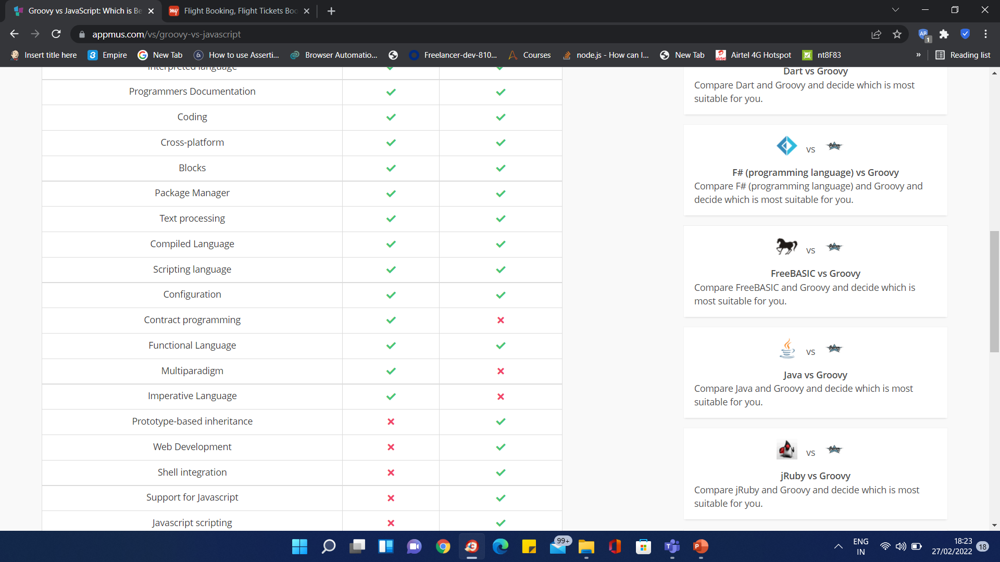 Groovy vs JavaScript: Which is Be
Flight Booking, Flight Tickets Boo
appmus.com/vs/groovy-vs-javascript
1
Insert title here
Empire
New Tab
How to use Asserti...
Browser Automatio...
Freelancer-dev-810...
Courses
node.js - How can I...
New Tab
Airtel 4G Hotspot
nt8F83
»
Reading list
Interpreted language
Programmers Documentation
Coding
Cross-platform
Blocks
Package Manager
Text processing
Compiled Language
Scripting language
Configuration
Contract programming
Functional Language
Multiparadigm
Imperative Language
Prototype-based inheritance
Web Development
Shell integration
Support for Javascript
Javascript scripting
Dart vs Groovy
Compare Dart and Groovy and decide which is most
suitable for you.
vs
F# (programming language) vs Groovy
Compare F# (programming language) and Groovy and
decide which is most suitable for you.
vs
FreeBASIC vs Groovy
Compare FreeBASIC and Groovy and decide which is
most suitable for you.
vs
Java vs Groovy
Compare Java and Groovy and decide which is most
suitable for you.
vs
jRuby vs Groovy
Compare jRuby and Groovy and decide which is most
suitable for you.
99+
ENG
IN
18:23
27/02/2022
18